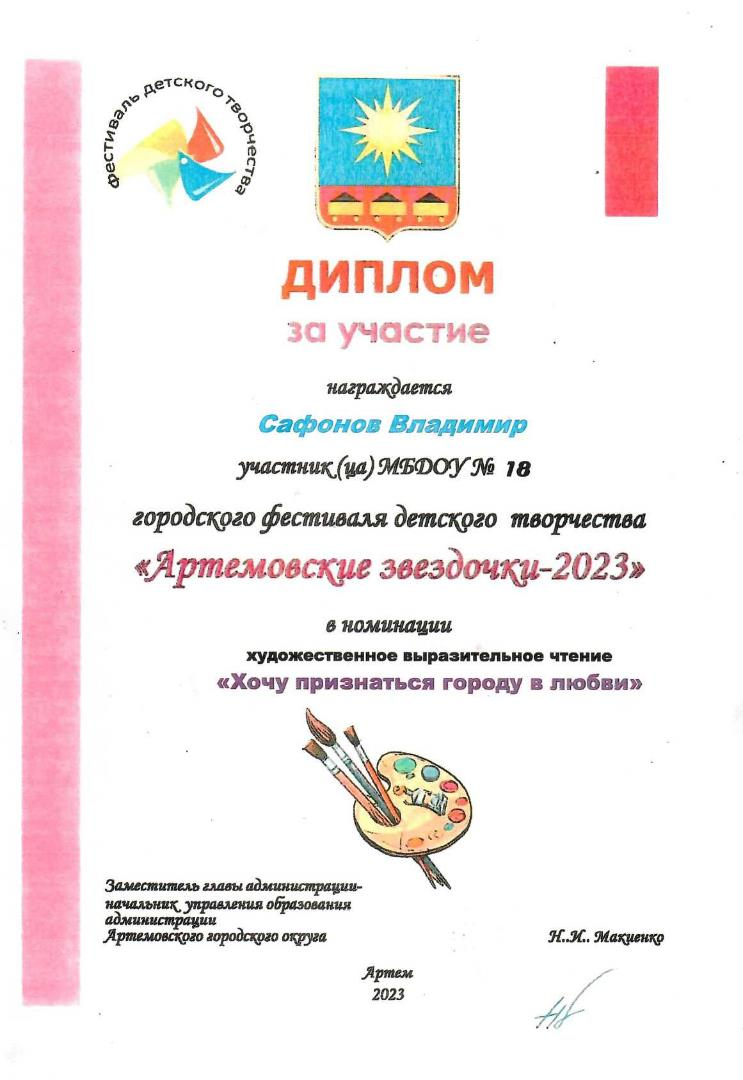 Фестиваль детского творчества
ДИПЛОМ
за участие
награждается
Сафонов Владимир
участник (ца) МБДОУ № 18
городского фестиваля детского творчества
«Артемовские звездочки-2023»
в номинации
художественное выразительное чтение
«Хочу признаться городу в любви»
Заместитель главы администрации-
начальник управления образования
администрации
Артемовского городского округа
Н..И.. Макиенко
Артем
2023